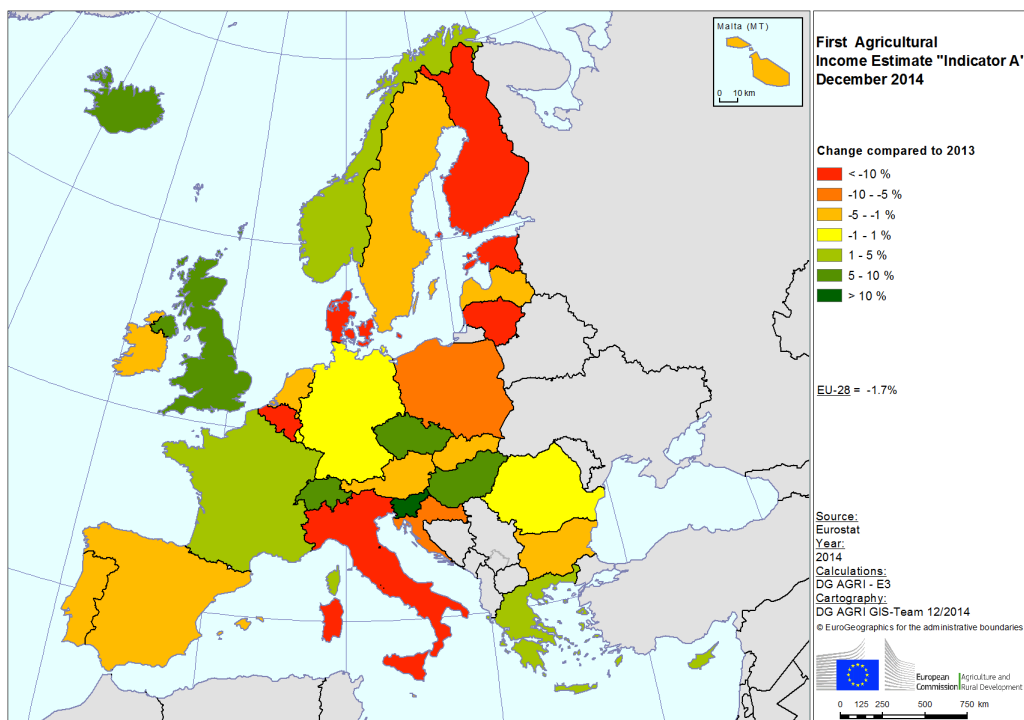 Malta (MT)
0 10 km
First Agricultural
Income Estimate "Indicator A"
December 2014
Change compared to 2013
< -10 %
-10 - -5 %
-5 - -1 %
-1 - 1 %
1 - 5 %
5 - 10 %
> 10 %
EU-28 = -1.7%
Source:
Eurostat
Year:
2014
Calculations:
DG AGRI - E3
Cartography:
DG AGRI GIS-Team 12/2014
© EuroGeographics for the administrative boundaries
European Agriculture and
Commission Rural Development
0 125 250 500 750 km